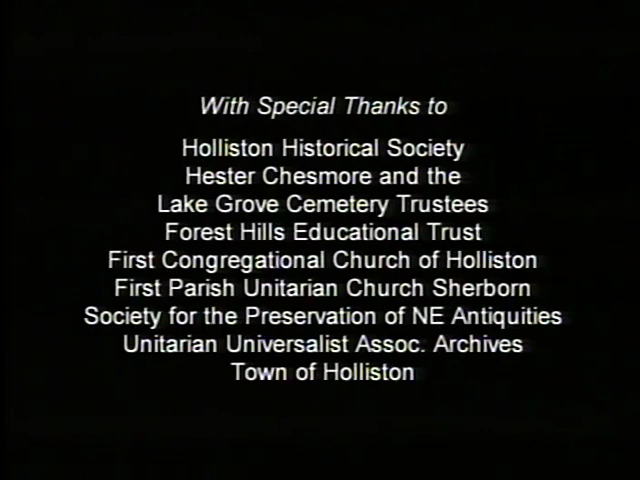 With Special Thanks to
Holliston Historical Society
Hester Chesmore and the
Lake Grove Cemetery Trustees
Forest Hills Educational Trust
First Congregational Church of Holliston
First Parish Unitarian Church Sherborn
Society for the Preservation of NE Antiquities
Unitarian Universalist Assoc. Archives
Town of Holliston